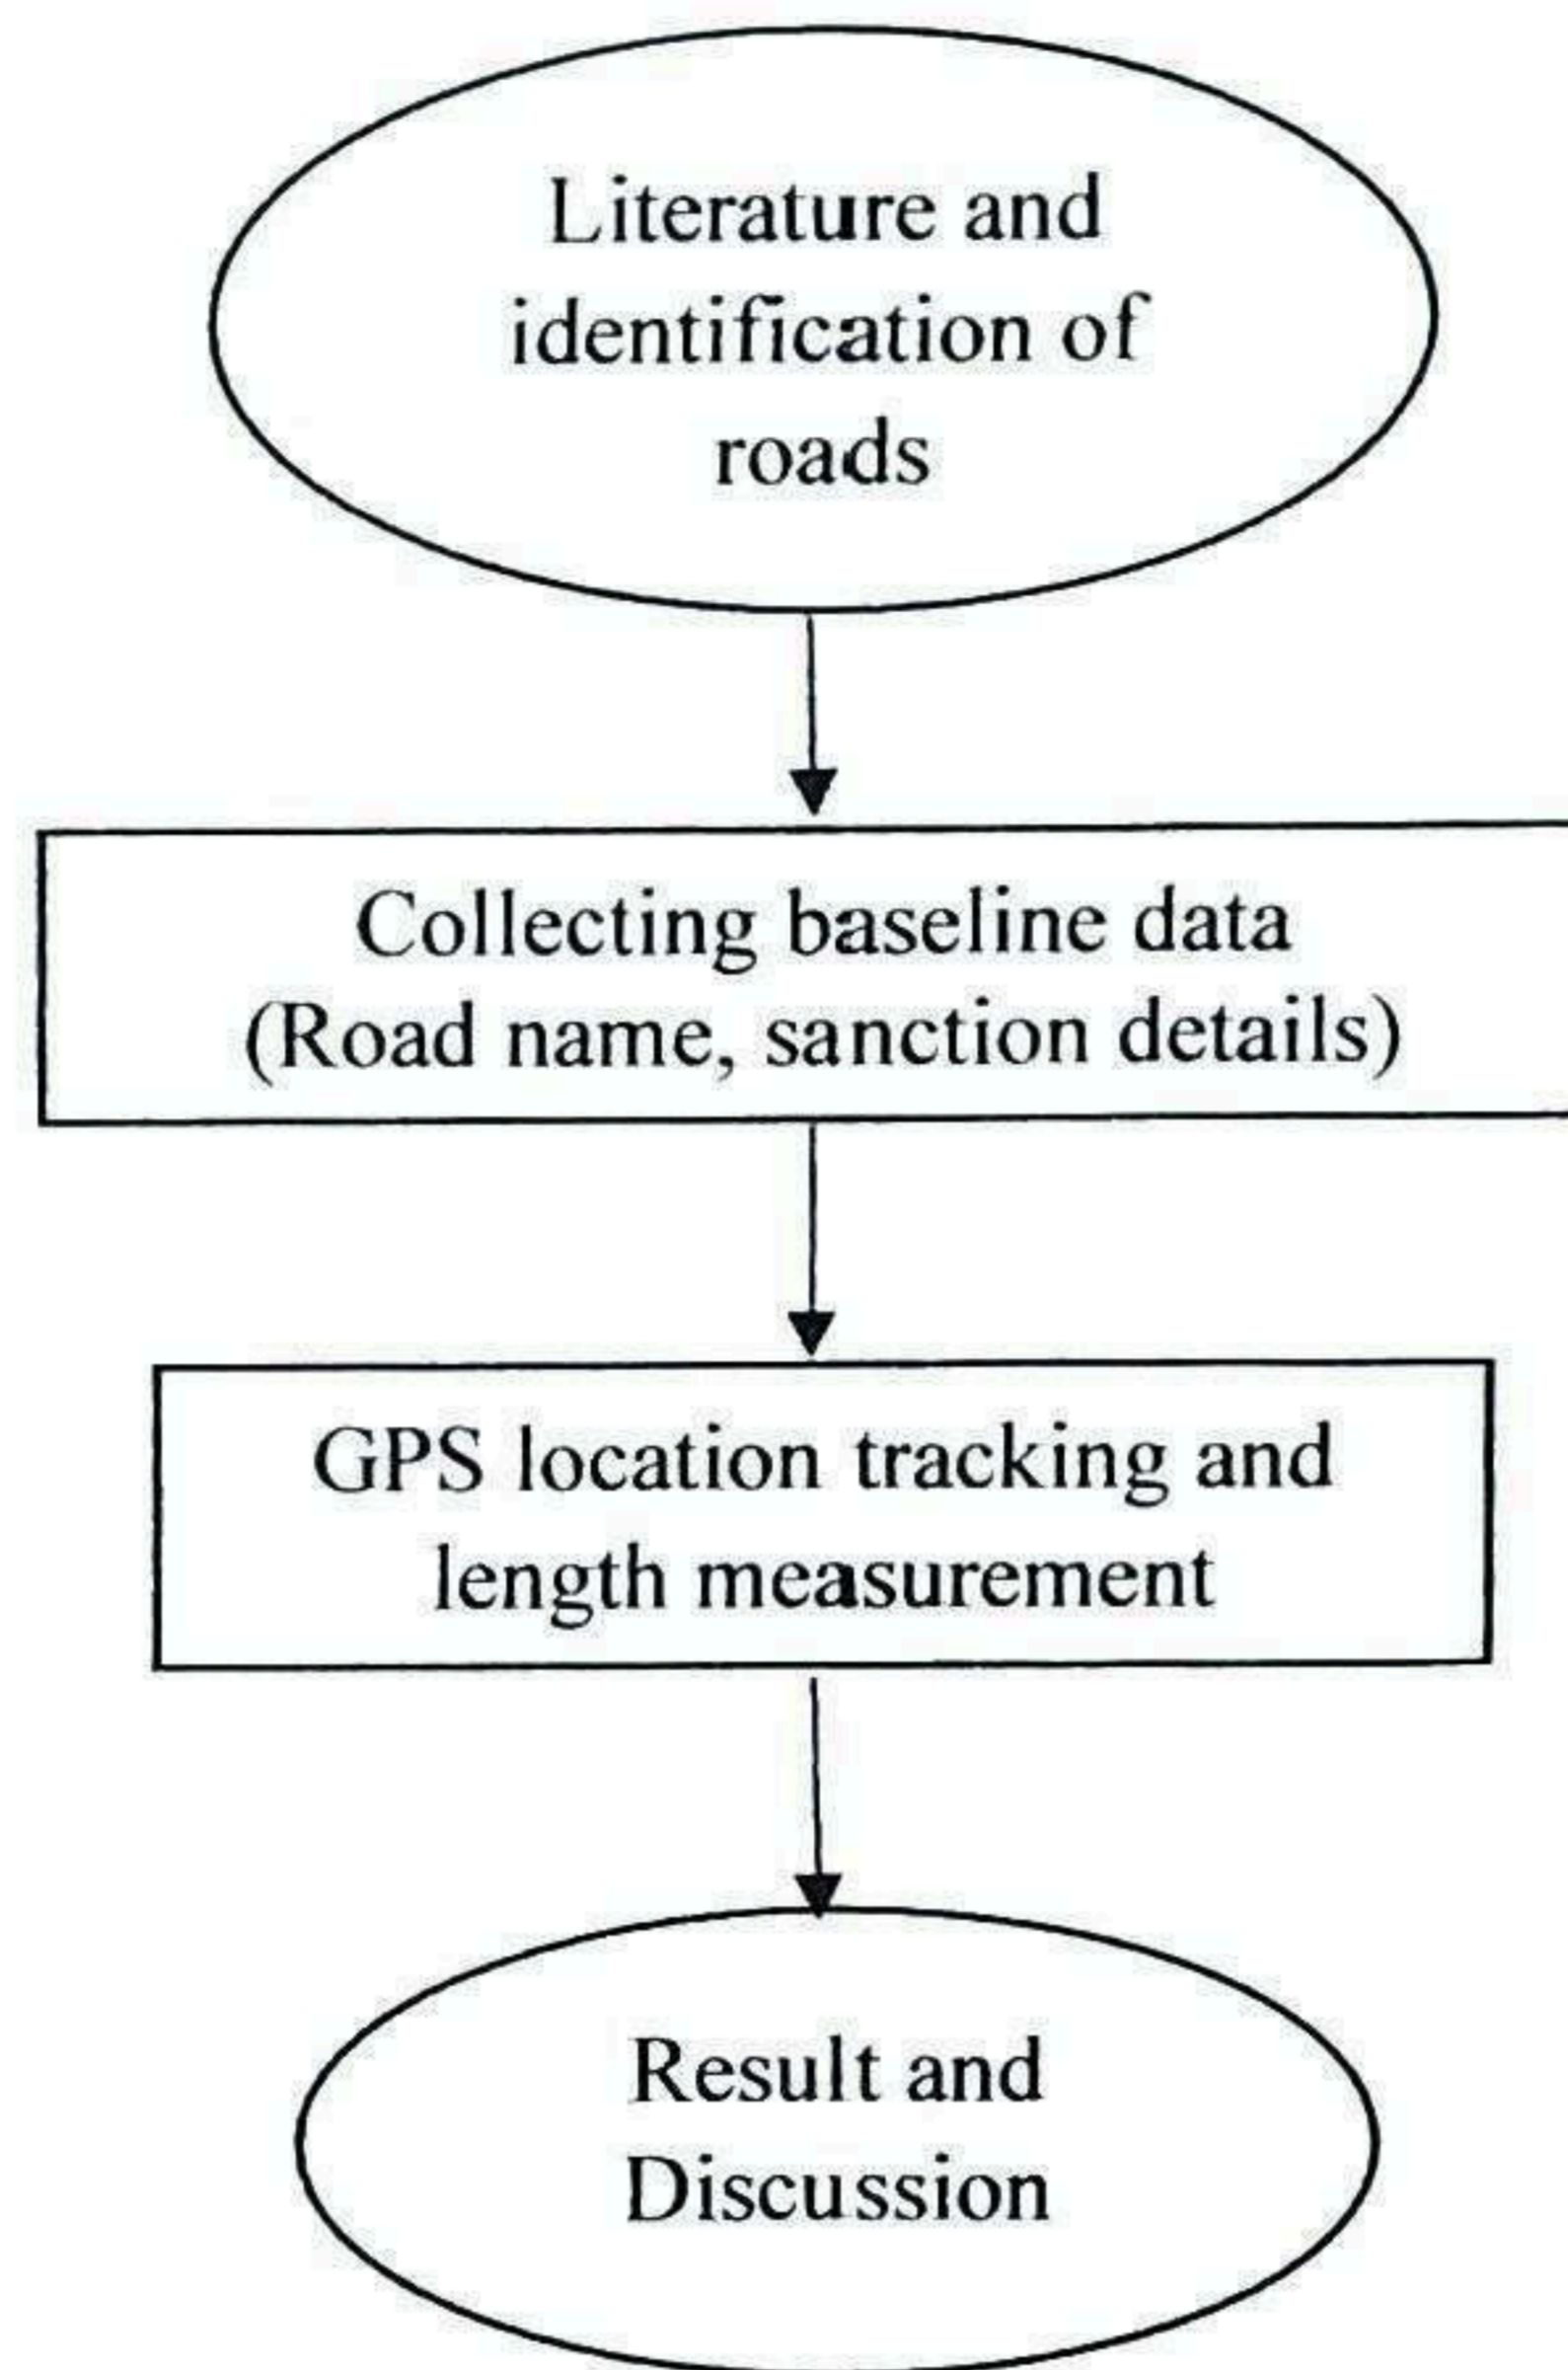 Literature and
identification of
roads
Collecting baseline data
(Road name, sanction details)
GPS location tracking and
length measurement
Result and
Discussion